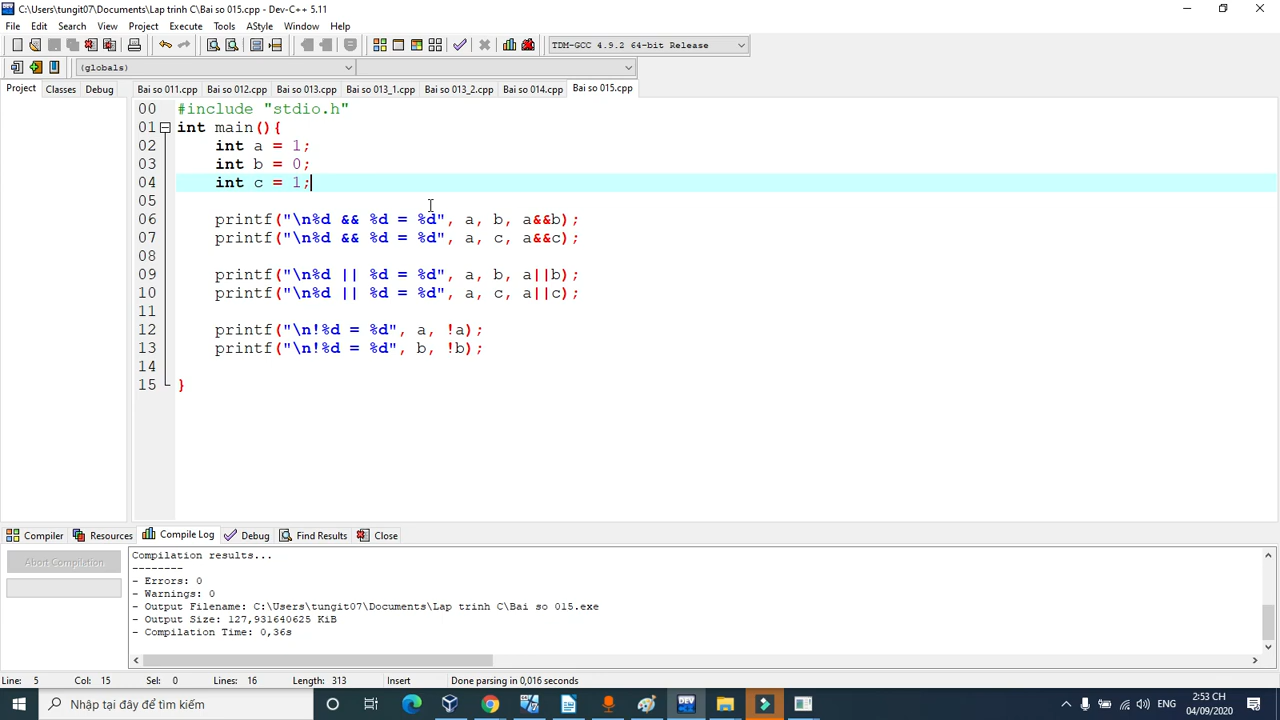 C:\Users\tungit07\Documents\Lap trinh C\Bai so 015.cpp - Dev-C++ 5.11
File Edit Search View Project Execute Tools AStyle Window Help
TDM-GCC 4.9.2 64-bit Release
(globals)
Project Classes Debug Bai so 011.cpp Bai so 012.cpp Bai so 013.cpp Bai so 013_1.cpp Bai so 013_2.cpp Bai so 014.cpp Bai so 015.cpp
00 #include "stdio.h"
01 int main(){
02 int a = 1;
03 int b = 0;
04 int c = 1;
05
06 printf("\n%d && %d = %d", a, b, a&&b);
07 printf("\n%d && %d = %d", a, c, a&&c);
08
09 printf("\n%d || %d = %d", a, b, a||b);
10 printf("\n%d || %d = %d", a, c, a||c);
11
12 printf("\n!%d = %d", a, !a);
13 printf("\n!%d = %d", b, !b);
14
15 }
Compiler Resources Compile Log Debug Find Results Close
Abort Compilation
Compilation results...
--------
- Errors: 0
- Warnings: 0
- Output Filename: C:\Users\tungit07\Documents\Lap trinh C\Bai so 015.exe
- Output Size: 127,931640625 KiB
- Compilation Time: 0,36s
Line: 5 Col: 15 Sel: 0 Lines: 16 Length: 313 Insert Done parsing in 0,016 seconds
Nhập tại đây để tìm kiếm
DEV
2:53 CH
04/09/2020